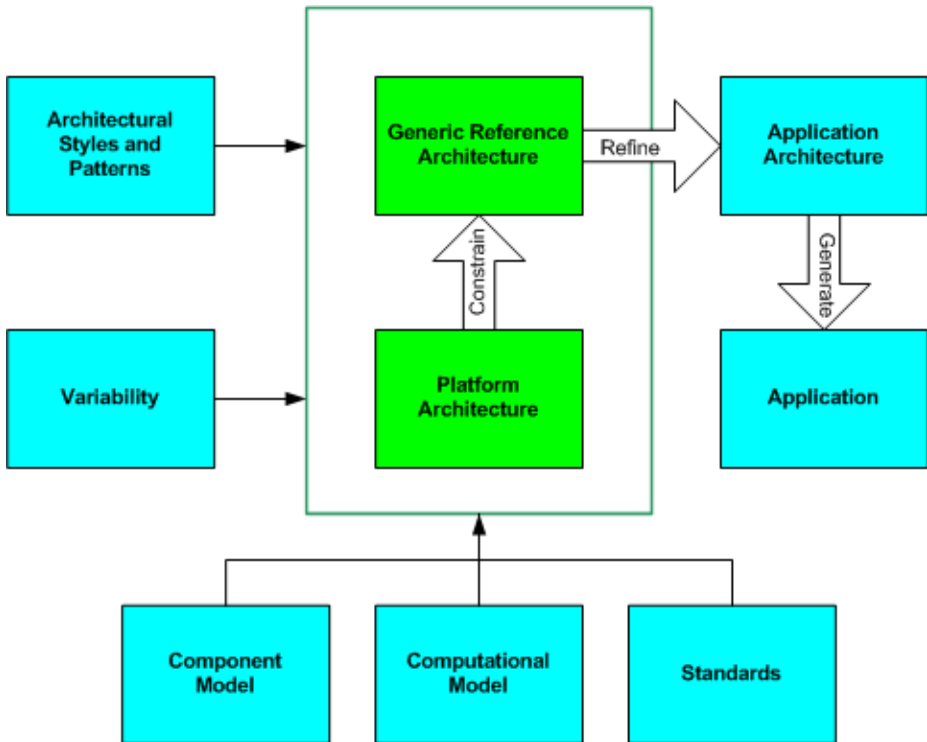 Architectural
Styles and
Patterns
Generic Reference
Architecture
Refine
Application
Architecture
Constrain
Generate
Variability
Platform
Architecture
Application
Component
Model
Computational
Model
Standards